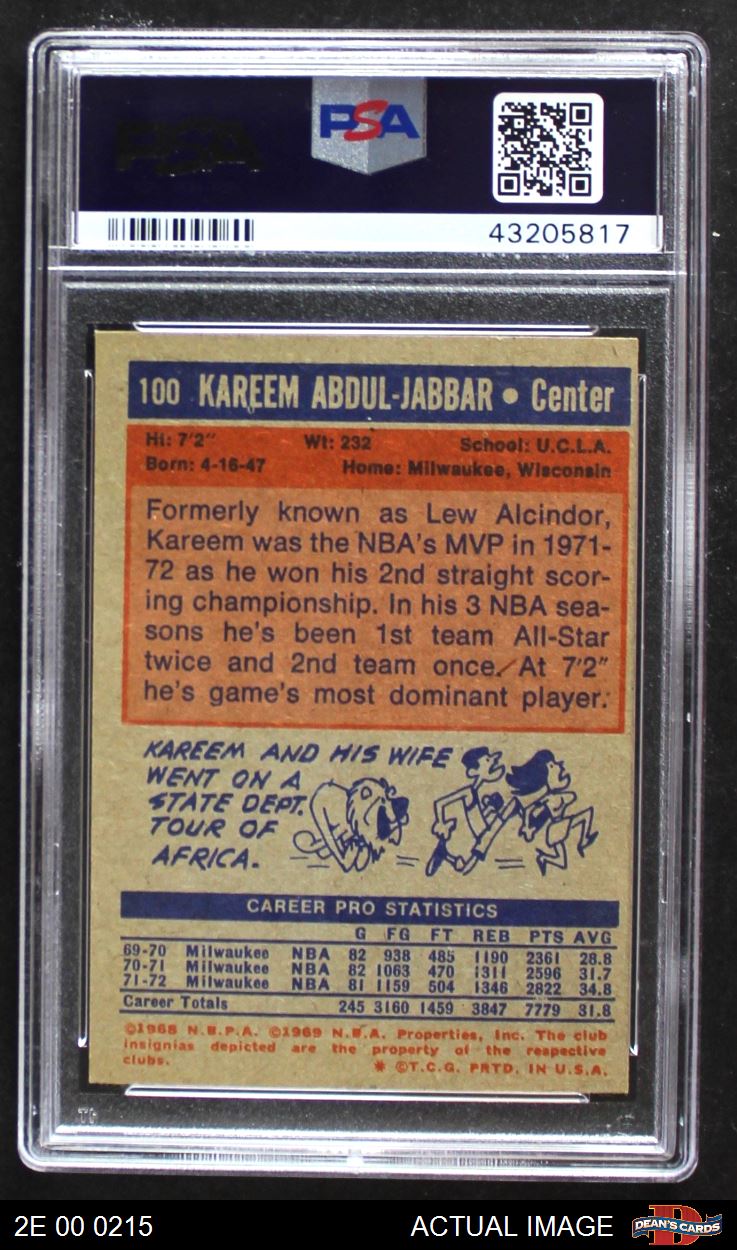 PSA
PSA
43205817
100 KAREEM ABDUL-JABBAR • Center
Ht: 7'2" Wt: 232 School: U.C.L.A.
Born: 4-16-47 Home: Milwaukee, Wisconsin
Formerly known as Lew Alcindor,
Kareem was the NBA's MVP in 1971-
72 as he won his 2nd straight scor-
ing championship. In his 3 NBA sea-
sons he's been 1st team All-Star
twice and 2nd team once. At 7'2"
he's game's most dominant player.
KAREEM AND HIS WIFE
WENT ON A
STATE DEPT.
TOUR OF
AFRICA.
CAREER PRO STATISTICS
G FG FT REB PTS AVG
69-70 Milwaukee NBA 82 938 485 1190 2361 28.8
70-71 Milwaukee NBA 82 1063 470 1311 2596 31.7
71-72 Milwaukee NBA 81 1159 504 1346 2822 34.8
Career Totals 245 3160 1459 3847 7779 31.8
©1968 N.B.P.A. ©1969 N.B.A. Properties, Inc. The club
insignias depicted are the property of the respective
clubs.
* ©T.C.G. PRTD. IN U.S.A.
2E 00 0215 ACTUAL IMAGE DEAN'S CARDS